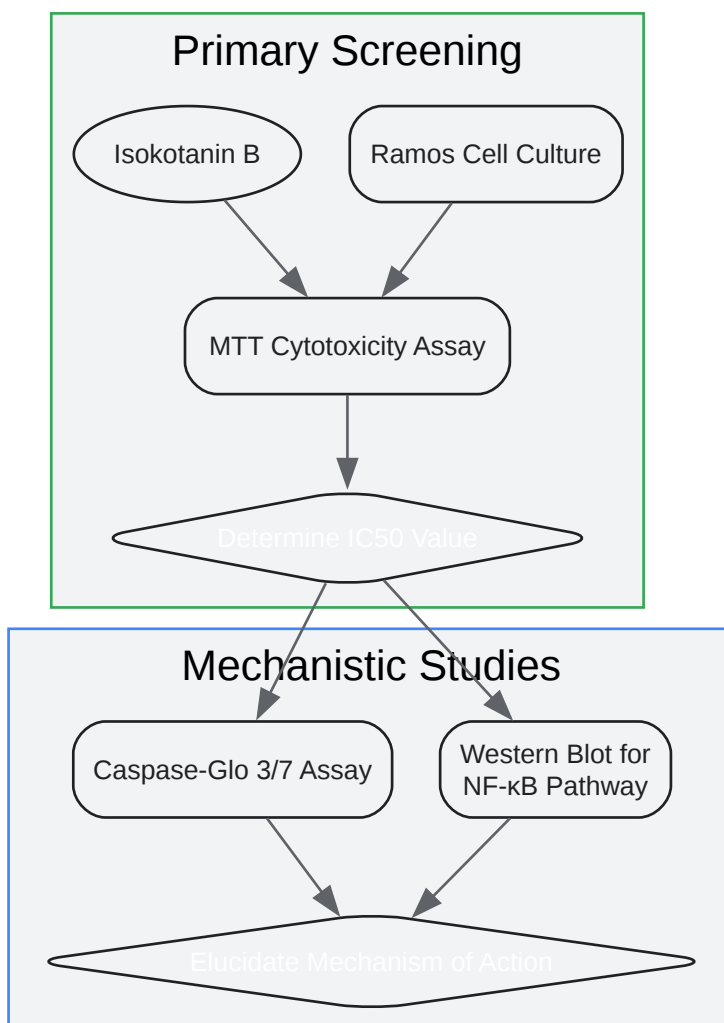 Primary Screening
Isokotanin B
Ramos Cell Culture
MTT Cytotoxicity Assay
Determine IC50 Value
Mechanistic Studies
Caspase-Glo 3/7 Assay
Western Blot for
NF-κB Pathway
Elucidate Mechanism of Action